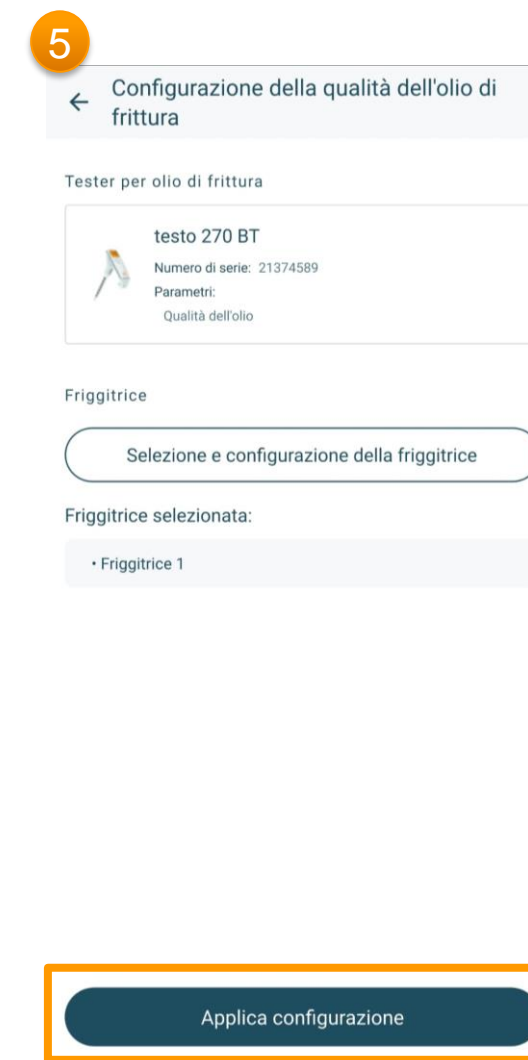 5
Configurazione della qualità dell'olio di
frittura
Tester per olio di frittura
testo 270 BT
Numero di serie: 21374589
Parametri:
Qualità dell'olio
Friggitrice
Selezione e configurazione della friggitrice
Friggitrice selezionata:
• Friggitrice 1
Applica configurazione